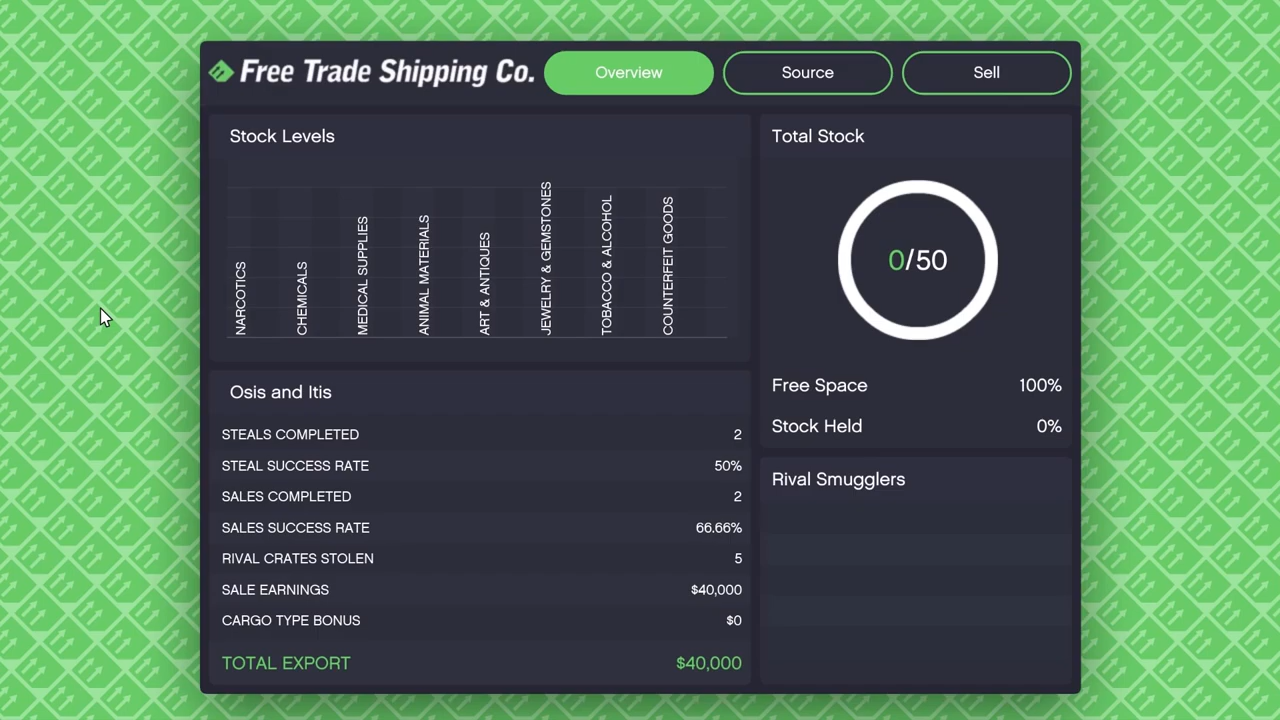 Free Trade Shipping Co.
Overview
Source
Sell
Stock Levels
NARCOTICS
CHEMICALS
MEDICAL SUPPLIES
ANIMAL MATERIALS
ART & ANTIQUES
JEWELRY & GEMSTONES
TOBACCO & ALCOHOL
COUNTERFEIT GOODS
Total Stock
0/50
Free Space 100%
Stock Held 0%
Osis and Itis
STEALS COMPLETED 2
STEAL SUCCESS RATE 50%
SALES COMPLETED 2
SALES SUCCESS RATE 66.66%
RIVAL CRATES STOLEN 5
SALE EARNINGS $40,000
CARGO TYPE BONUS $0
TOTAL EXPORT $40,000
Rival Smugglers